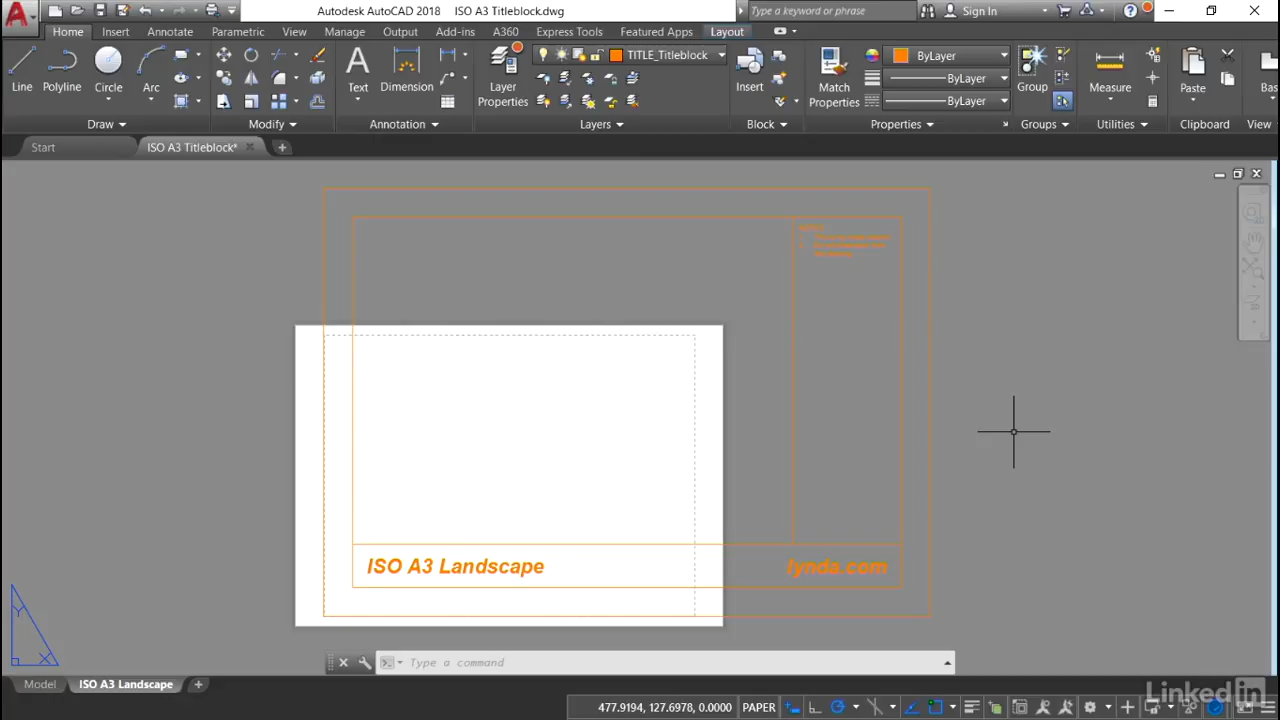 Autodesk AutoCAD 2018 ISO A3 Titleblock.dwg
Type a keyword or phrase
Sign In
Home Insert Annotate Parametric View Manage Output Add-ins A360 Express Tools Featured Apps Layout
TITLE_Titleblock
ByLayer
ByLayer
ByLayer
Line Polyline Circle Arc
Text Dimension
Layer Properties
Insert
Match Properties
Group
Measure
Paste
Draw Modify Annotation Layers Block Properties Groups Utilities Clipboard View
Start
ISO A3 Titleblock*
ISO A3 Landscape
lynda.com
Y
X
Type a command
Model
ISO A3 Landscape
477.9194, 127.6978, 0.0000 PAPER
LinkedIn